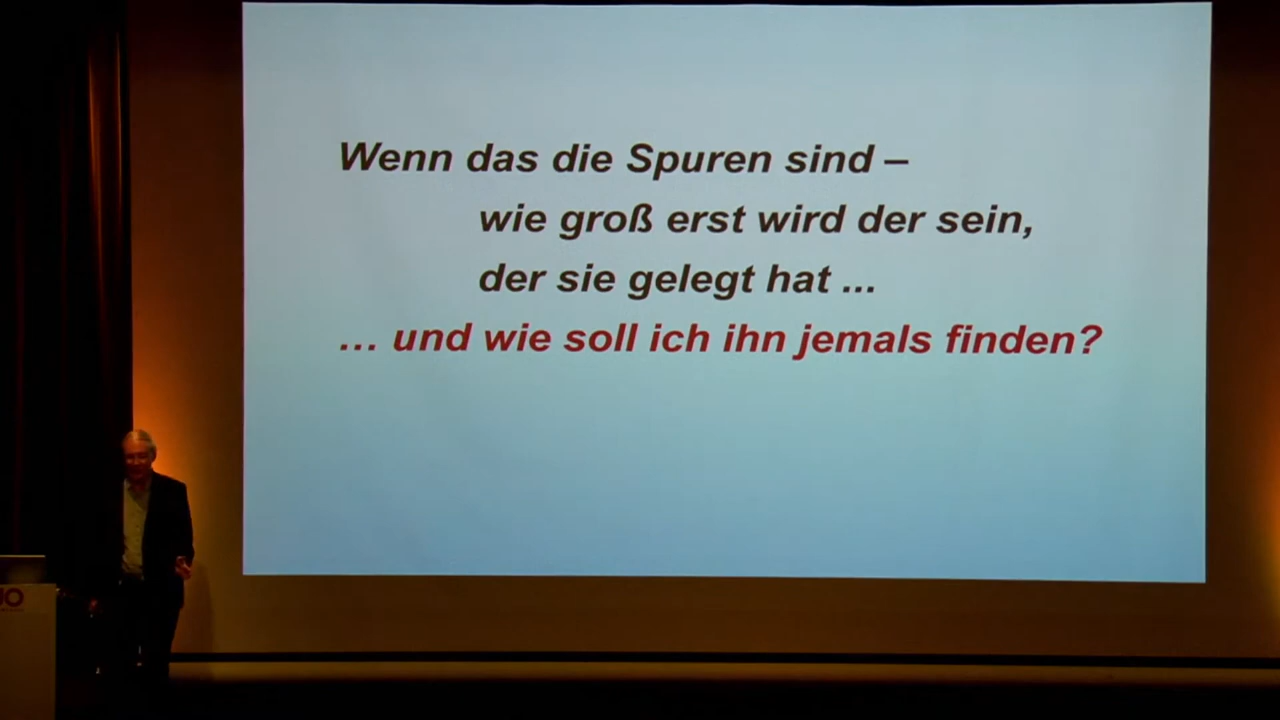 Wenn das die Spuren sind –
wie groß erst wird der sein,
der sie gelegt hat ...
... und wie soll ich ihn jemals finden?